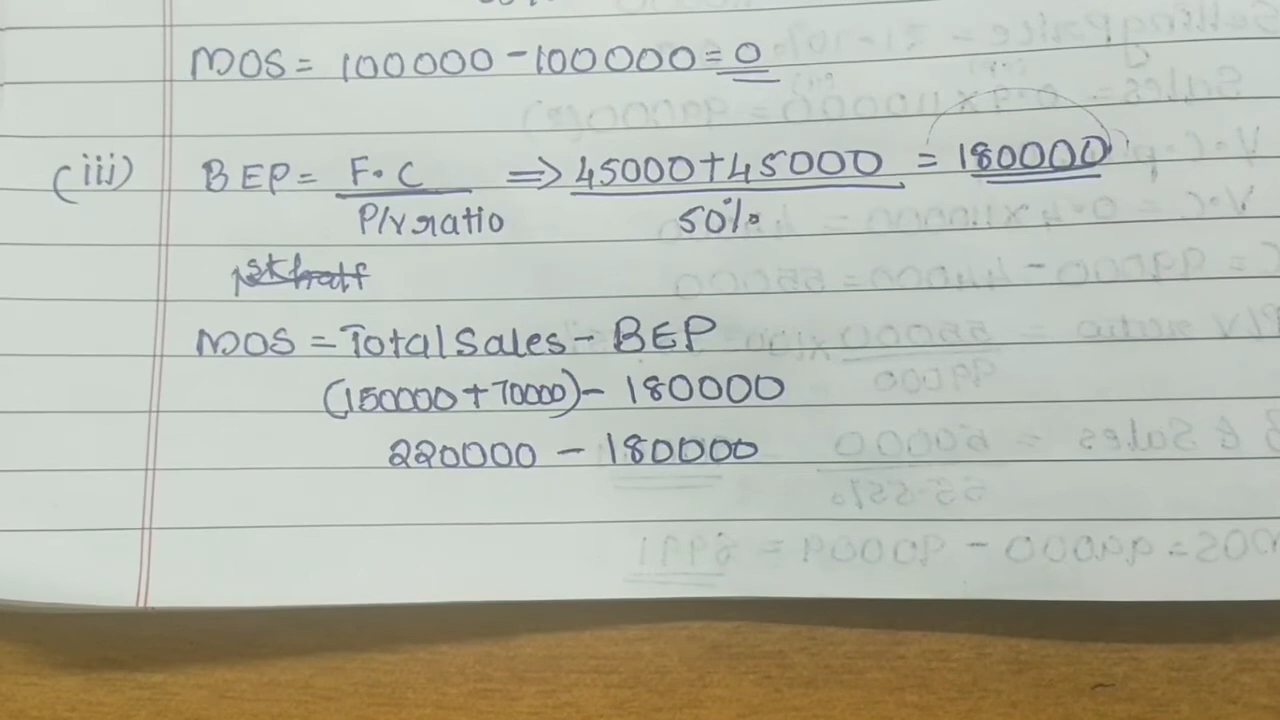 MOS = 100000 - 100000 = 0
(iii) BEP = F.C / P/V ratio ⇒ 45000 + 45000 / 50% = 180000
MOS = Total Sales - BEP
(150000 + 70000) - 180000
220000 - 180000